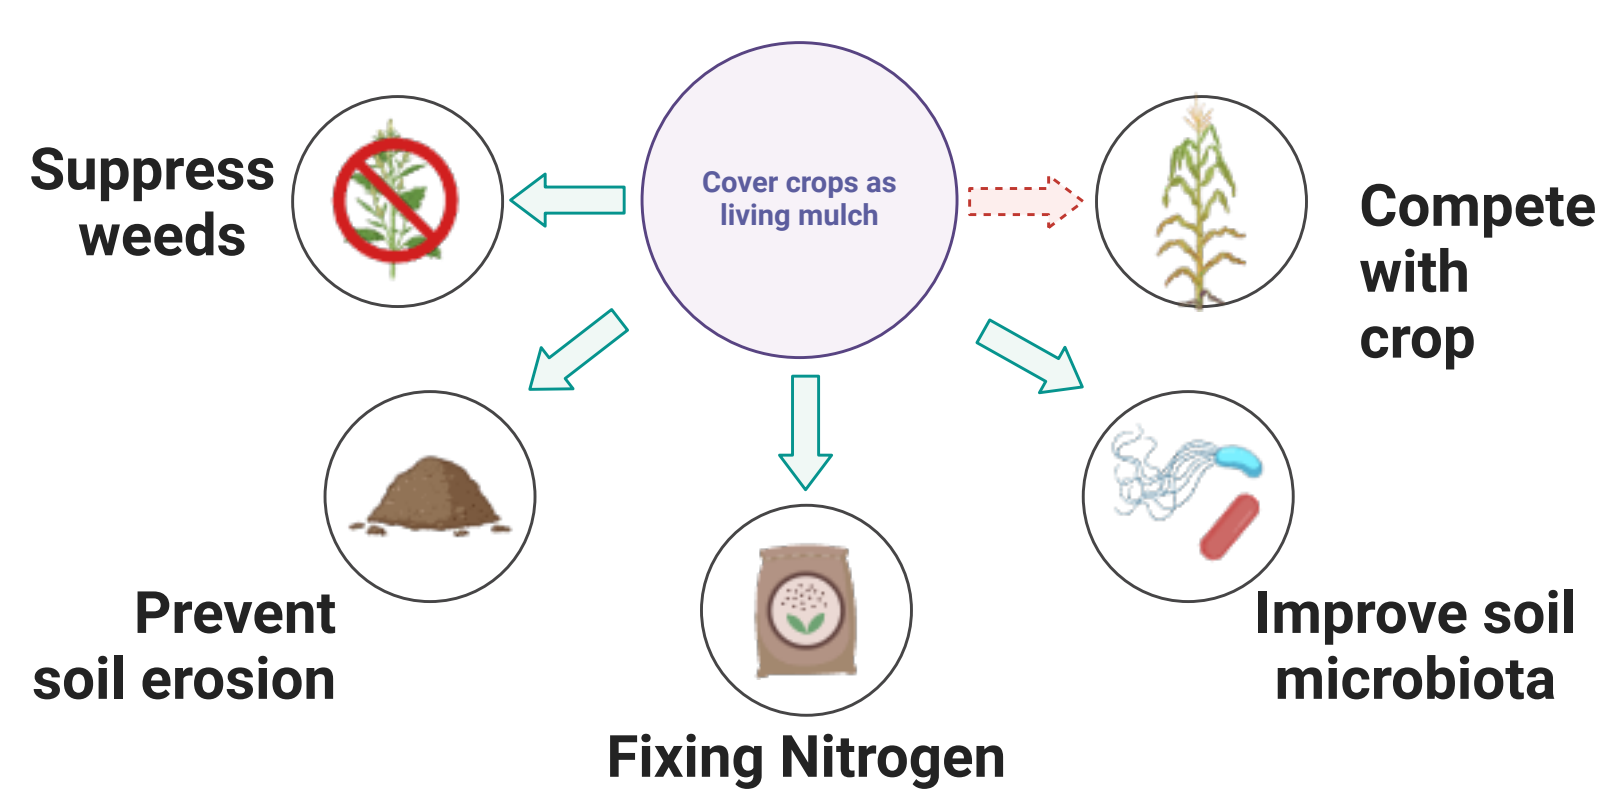 Suppress
weeds
Cover crops as
living mulch
Compete
with
crop
Prevent
soil erosion
Fixing Nitrogen
Improve soil
microbiota